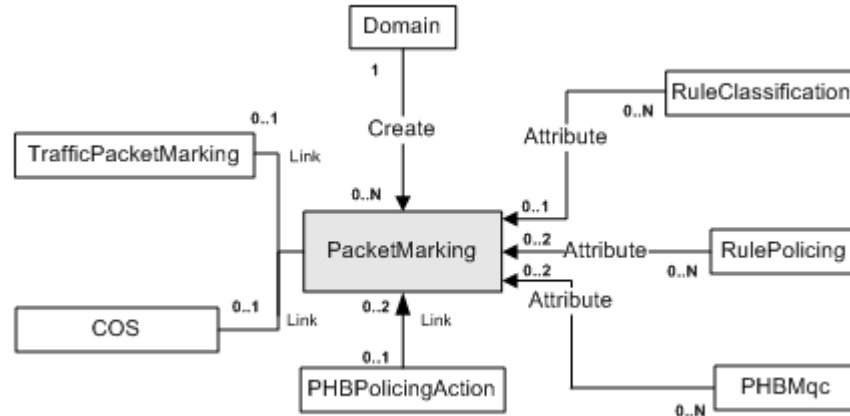 Domain
1
RuleClassification
0..N
Create
Attribute
0..1
TrafficPacketMarking
Link
0..N
0..1
PacketMarking
0..2
Attribute
RulePolicing
0..N
0..2
Attribute
0..1
Link
COS
0..2
Link
0..1
PHBPolicingAction
PHBMqc
0..N